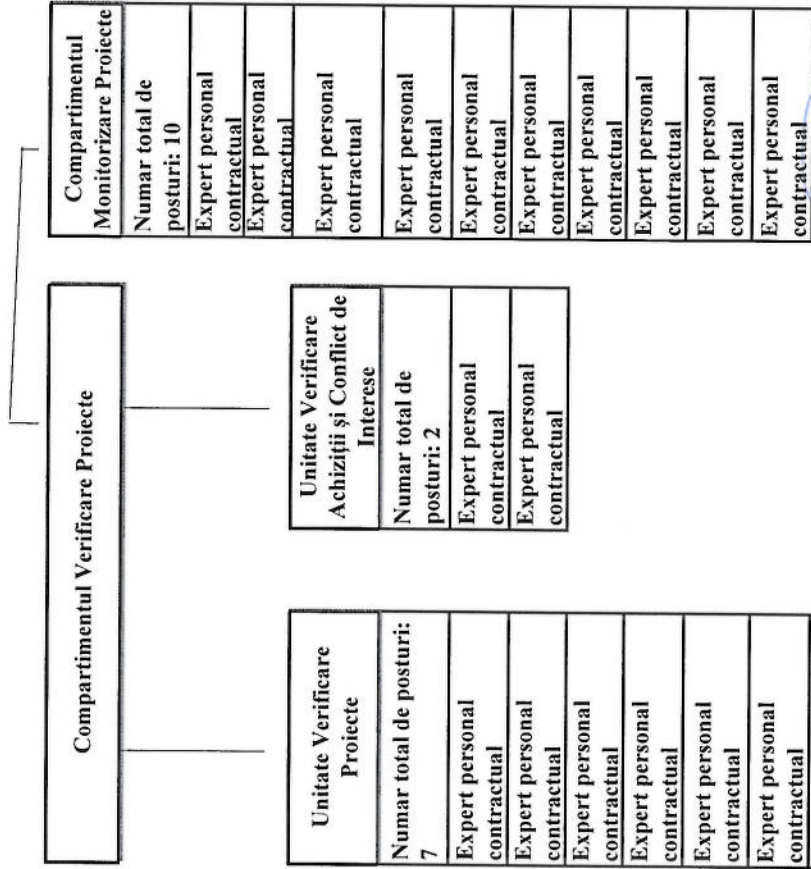 Compartimentul Verificare Proiecte
Unitate Verificare
Proiecte
Numar total de posturi:
7
Expert personal
contractual
Expert personal
contractual
Expert personal
contractual
Expert personal
contractual
Expert personal
contractual
Expert personal
contractual
Unitate Verificare
Achiziții și Conflict de
Interese
Numar total de
posturi: 2
Expert personal
contractual
Expert personal
contractual
Compartimentul
Monitorizare Proiecte
Numar total de
posturi: 10
Expert personal
contractual
Expert personal
contractual
Expert personal
contractual
Expert personal
contractual
Expert personal
contractual
Expert personal
contractual
Expert personal
contractual
Expert personal
contractual
Expert personal
contractual
Expert personal
contractual